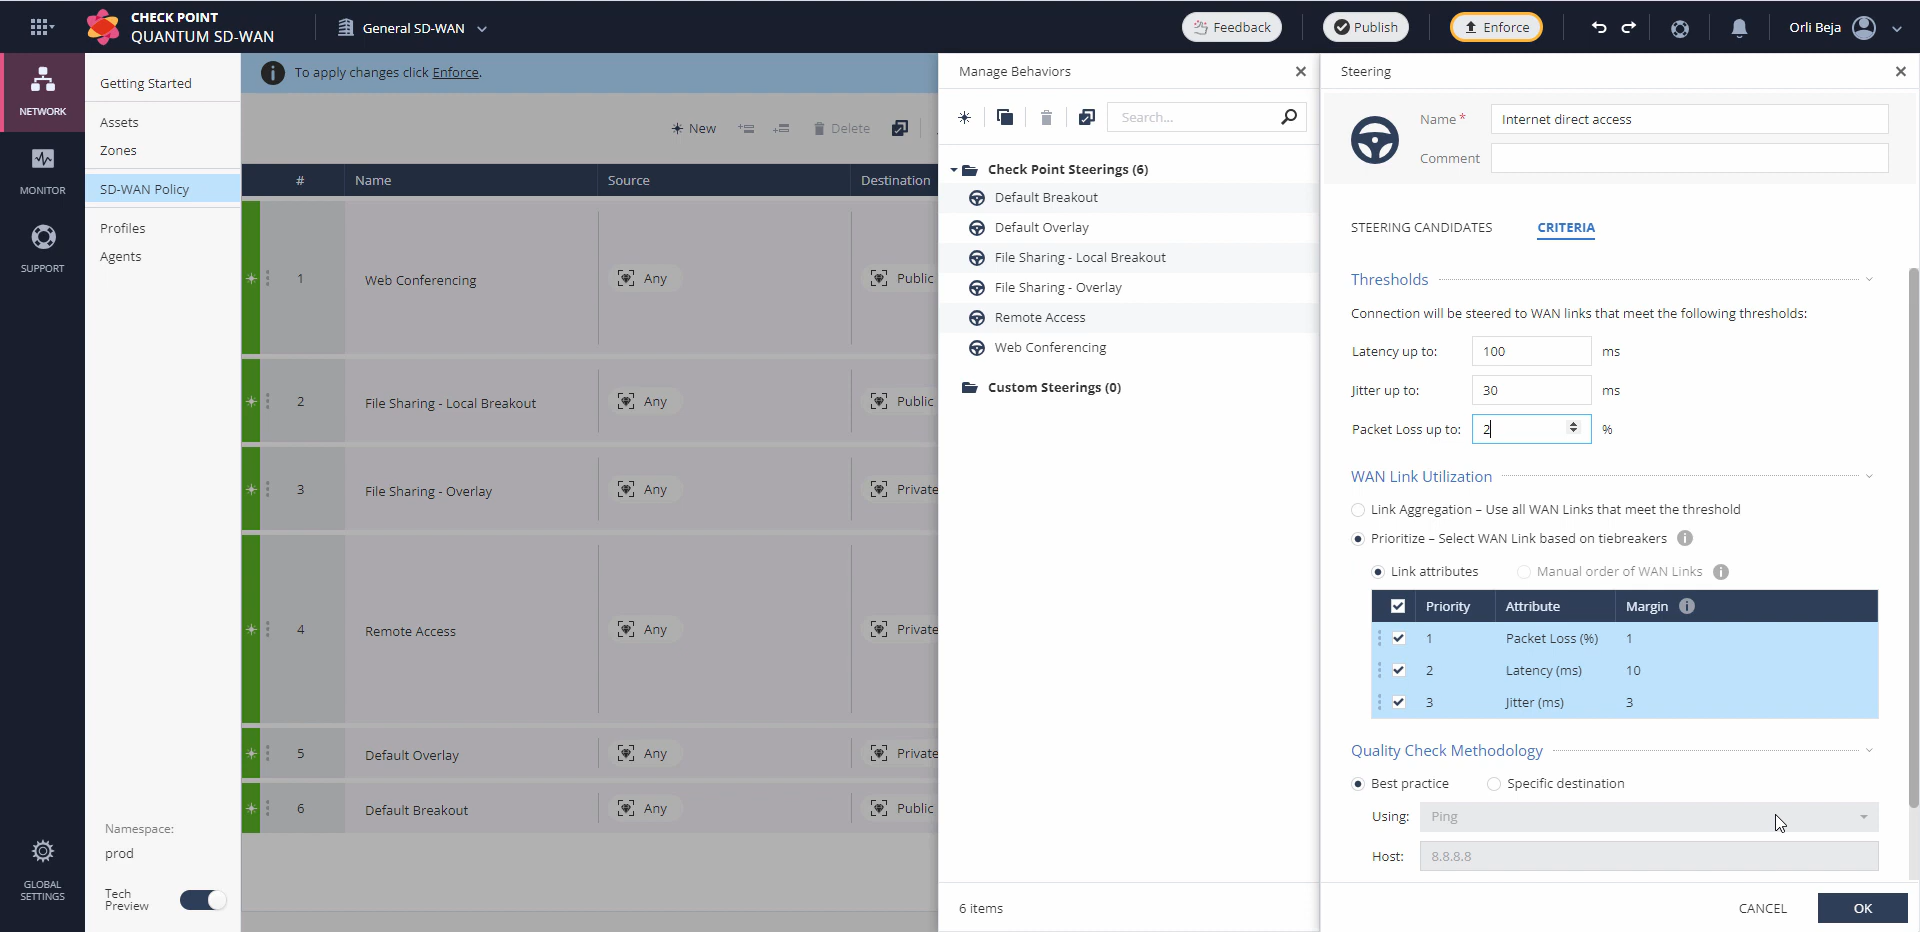 CHECK POINT
QUANTUM SD-WAN
General SD-WAN
Feedback
Publish
Enforce
Orli Beja
NETWORK
MONITOR
SUPPORT
GLOBAL
SETTINGS
Getting Started
Assets
Zones
SD-WAN Policy
Profiles
Agents
Namespace:
prod
Tech
Preview
To apply changes click Enforce.
New
Delete
# Name Source Destination
1 Web Conferencing Any Public
2 File Sharing - Local Breakout Any Public
3 File Sharing - Overlay Any Private
4 Remote Access Any Private
5 Default Overlay Any Private
6 Default Breakout Any Public
Manage Behaviors
Search...
Check Point Steerings (6)
Default Breakout
Default Overlay
File Sharing - Local Breakout
File Sharing - Overlay
Remote Access
Web Conferencing
Custom Steerings (0)
6 items
Steering
Name * Internet direct access
Comment
STEERING CANDIDATES CRITERIA
Thresholds
Connection will be steered to WAN links that meet the following thresholds:
Latency up to: 100 ms
Jitter up to: 30 ms
Packet Loss up to: 2 %
WAN Link Utilization
Link Aggregation – Use all WAN Links that meet the threshold
Prioritize – Select WAN Link based on tiebreakers
Link attributes Manual order of WAN Links
Priority Attribute Margin
1 Packet Loss (%) 1
2 Latency (ms) 10
3 Jitter (ms) 3
Quality Check Methodology
Best practice Specific destination
Using: Ping
Host: 8.8.8.8
CANCEL OK